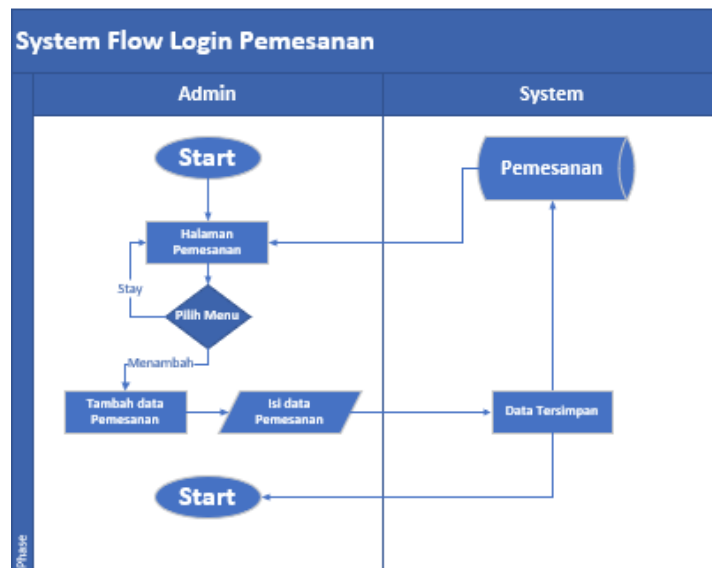 System Flow Login Pemesanan
Admin
System
Start
Pemesanan
Halaman
Pemesanan
Stay
Pilih Menu
Menambah
Tambah data
Pemesanan
Isi data
Pemesanan
Data Tersimpan
Start
Phase